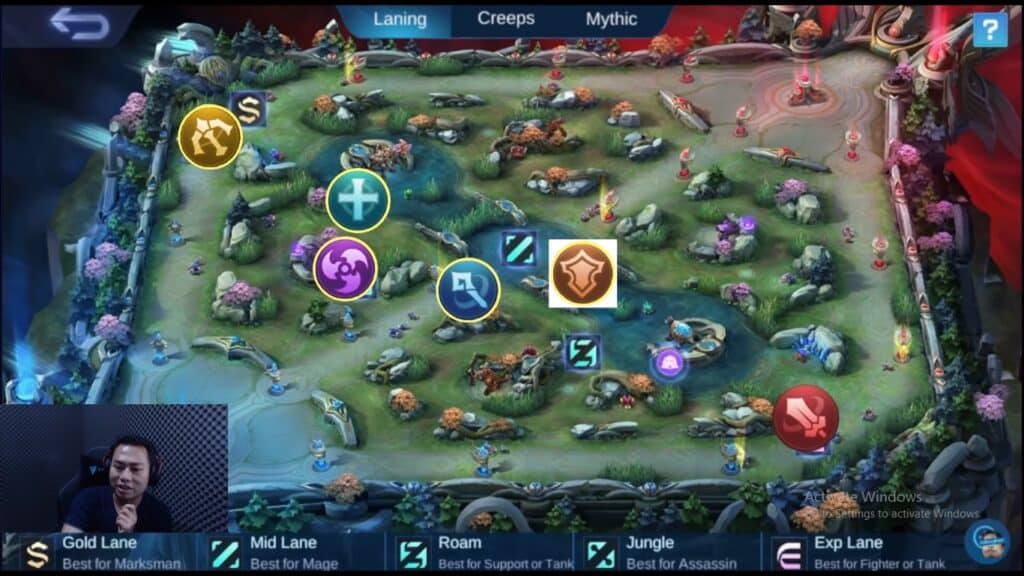 Laning Creeps Mythic
?
Activate Windows
to Settings to activate Windows.
Gold Lane
Best for Marksman
Mid Lane
Best for Mage
Roam
Best for Support or Tank
Jungle
Best for Assassin
Exp Lane
Best for Fighter or Tank